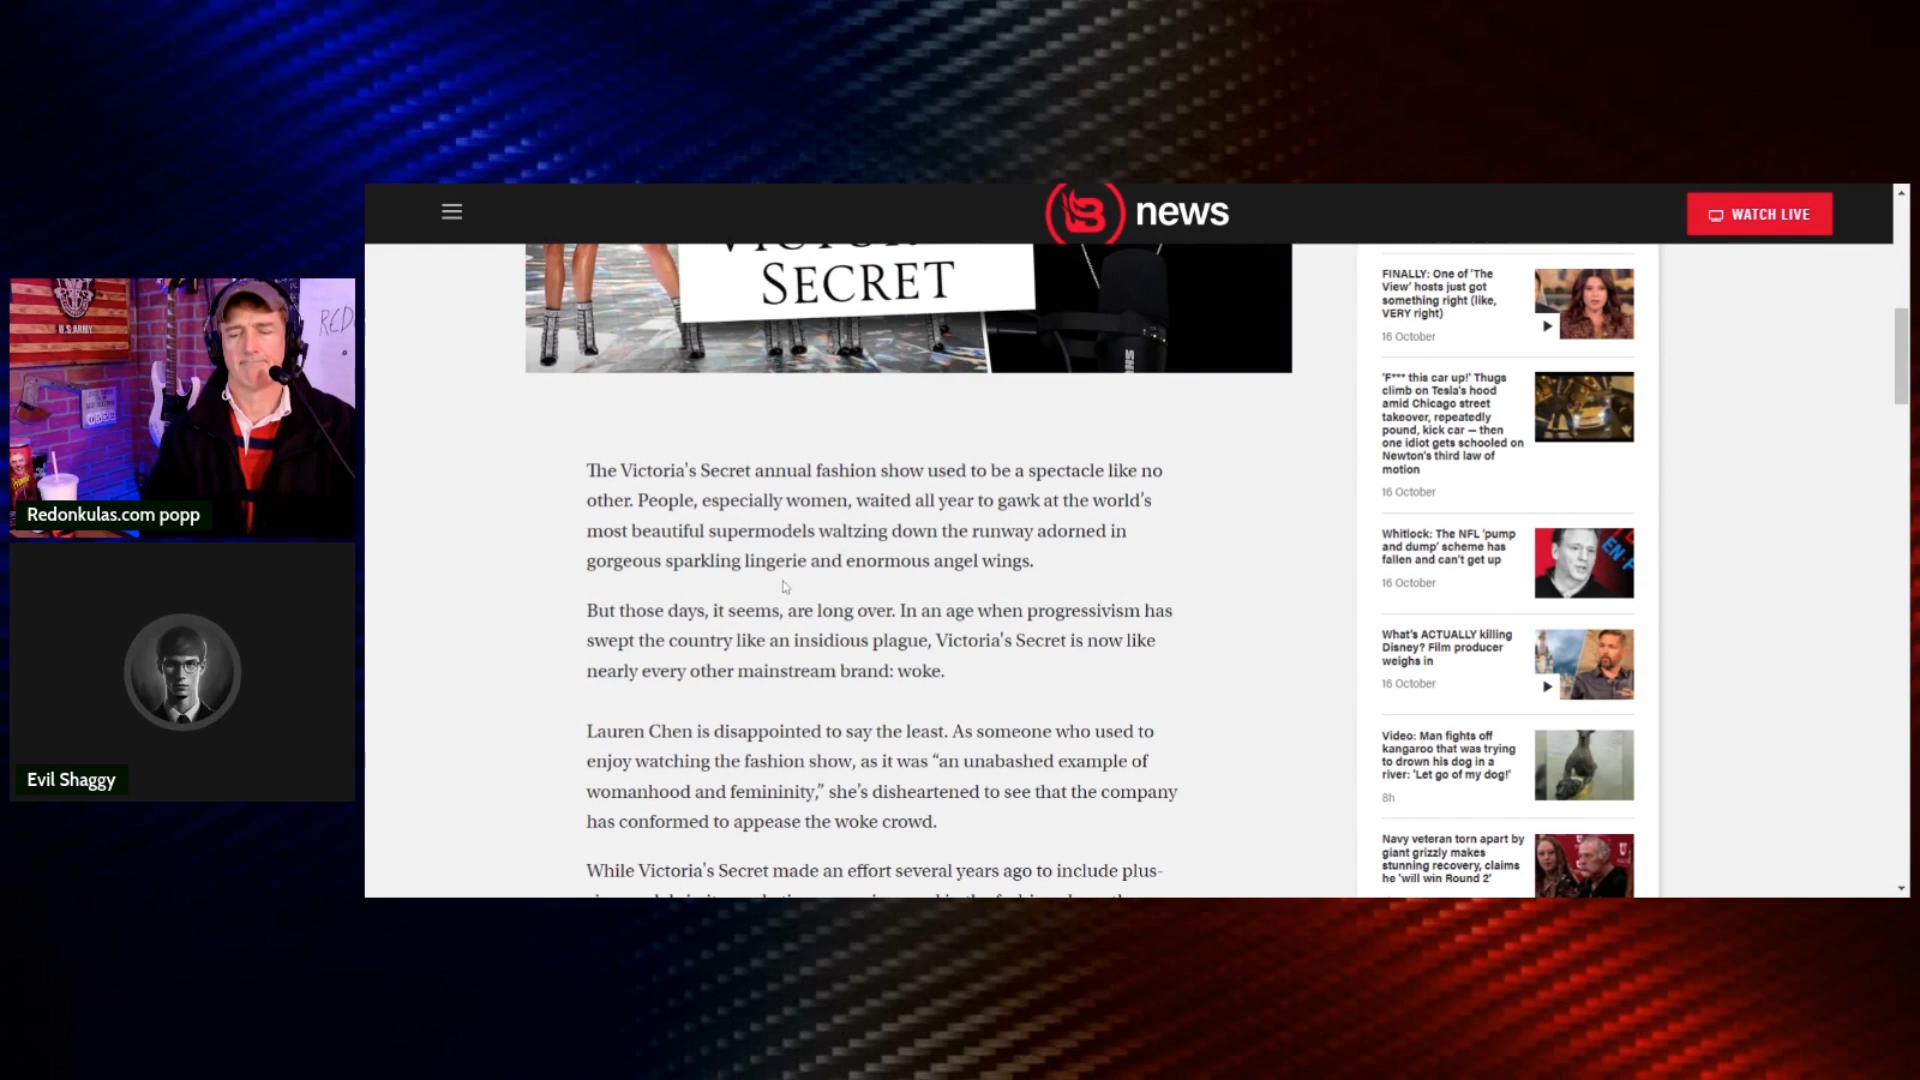 news
WATCH LIVE
SECRET
U.S.ARMY
Redonkulas.com popp
Evil Shaggy
The Victoria's Secret annual fashion show used to be a spectacle like no
other. People, especially women, waited all year to gawk at the world’s
most beautiful supermodels waltzing down the runway adorned in
gorgeous sparkling lingerie and enormous angel wings.
But those days, it seems, are long over. In an age when progressivism has
swept the country like an insidious plague, Victoria's Secret is now like
nearly every other mainstream brand: woke.
Lauren Chen is disappointed to say the least. As someone who used to
enjoy watching the fashion show, as it was “an unabashed example of
womanhood and femininity,” she’s disheartened to see that the company
has conformed to appease the woke crowd.
While Victoria's Secret made an effort several years ago to include plus-
FINALLY: One of 'The
View' hosts just got
something right (like,
VERY right)
16 October
'F*** this car up!' Thugs
climb on Tesla's hood
amid Chicago street
takeover, repeatedly
pound, kick car — then
one idiot gets schooled on
Newton's third law of
motion
16 October
Whitlock: The NFL 'pump
and dump' scheme has
fallen and can't get up
16 October
What's ACTUALLY killing
Disney? Film producer
weighs in
16 October
Video: Man fights off
kangaroo that was trying
to drown his dog in a
river: 'Let go of my dog!'
8h
Navy veteran torn apart by
giant grizzly makes
stunning recovery, claims
he 'will win Round 2'